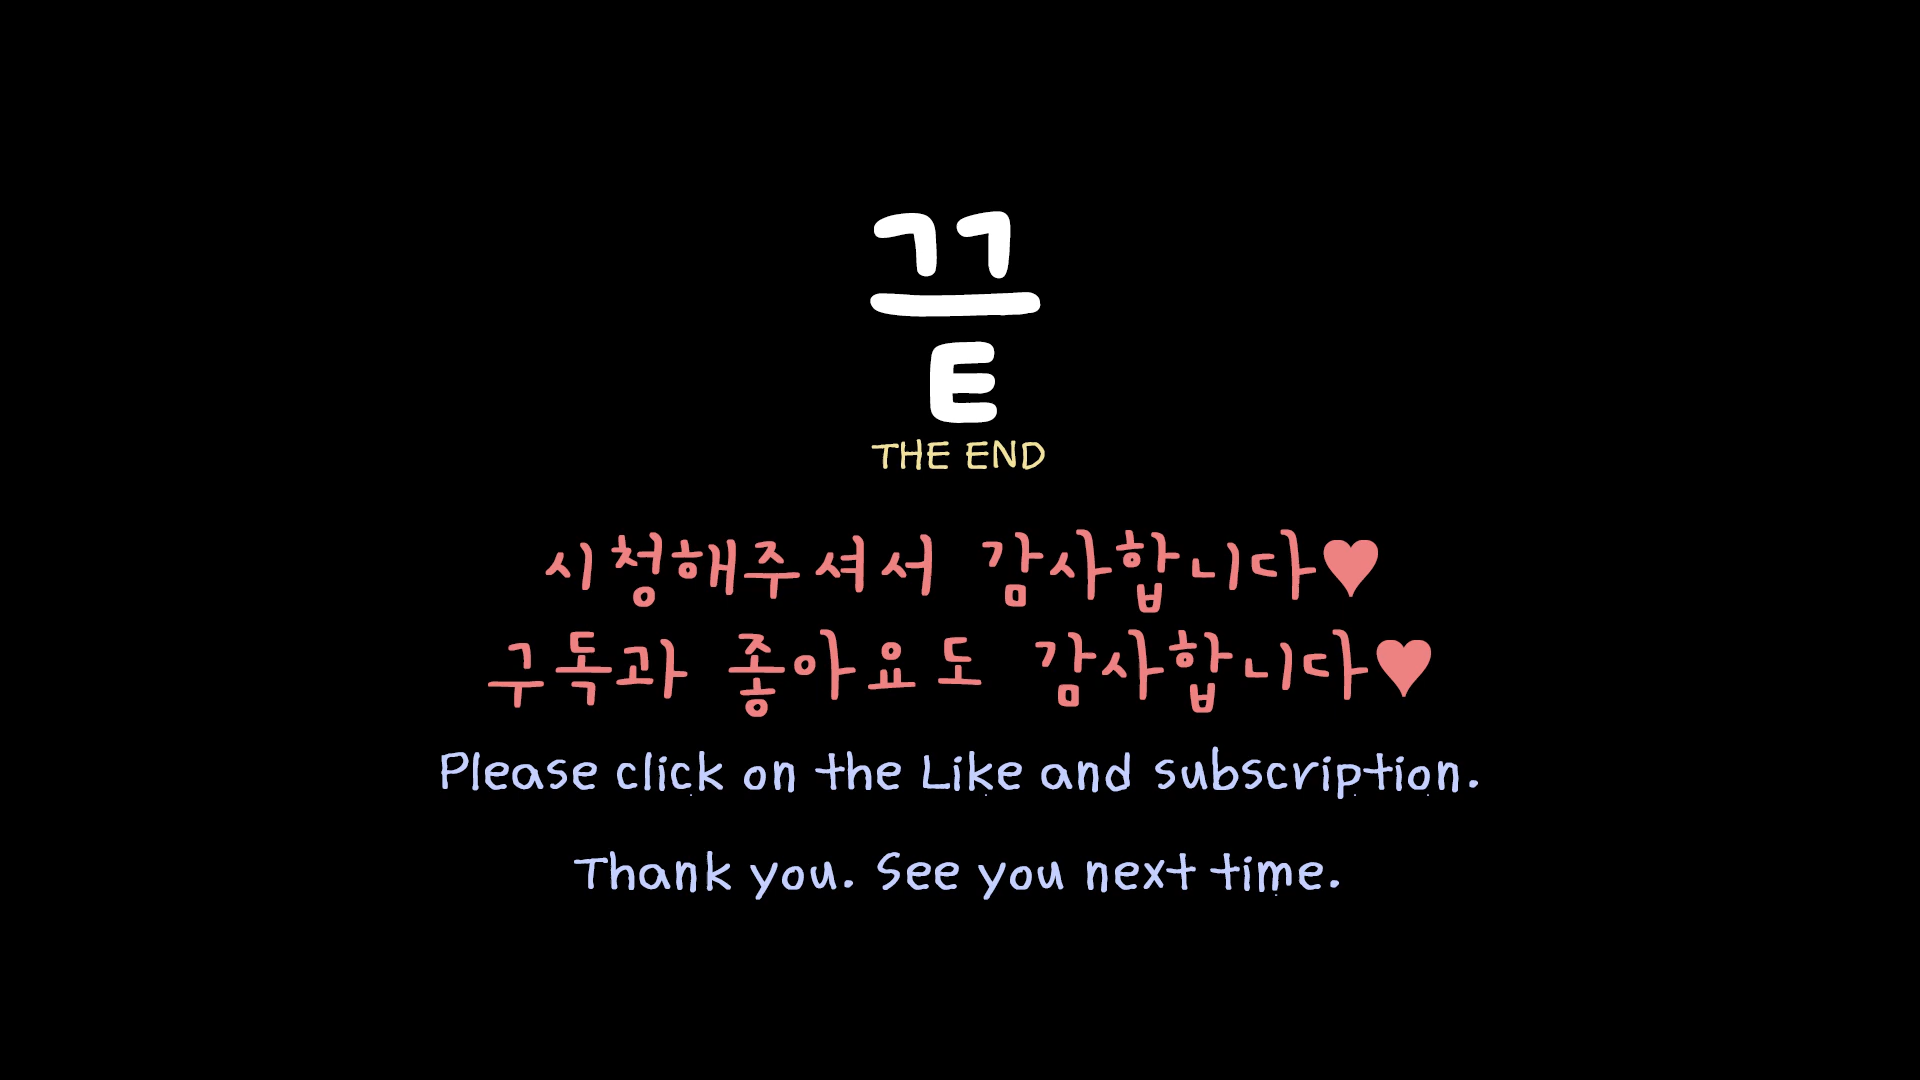 끝
THE END
시청해주셔서 감사합니다♥
구독과 좋아요도 감사합니다♥
Please click on the Like and subscription.
Thank you. See you next time.